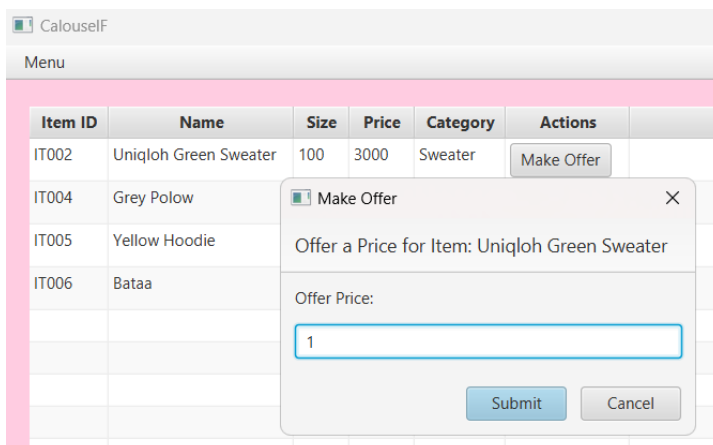 CalouselF
Menu
Item ID Name Size Price Category Actions
IT002 Uniqloh Green Sweater 100 3000 Sweater Make Offer
IT004 Grey Polow
Make Offer
IT005 Yellow Hoodie
Offer a Price for Item: Uniqloh Green Sweater
IT006 Bataa
Offer Price:
1
Submit Cancel